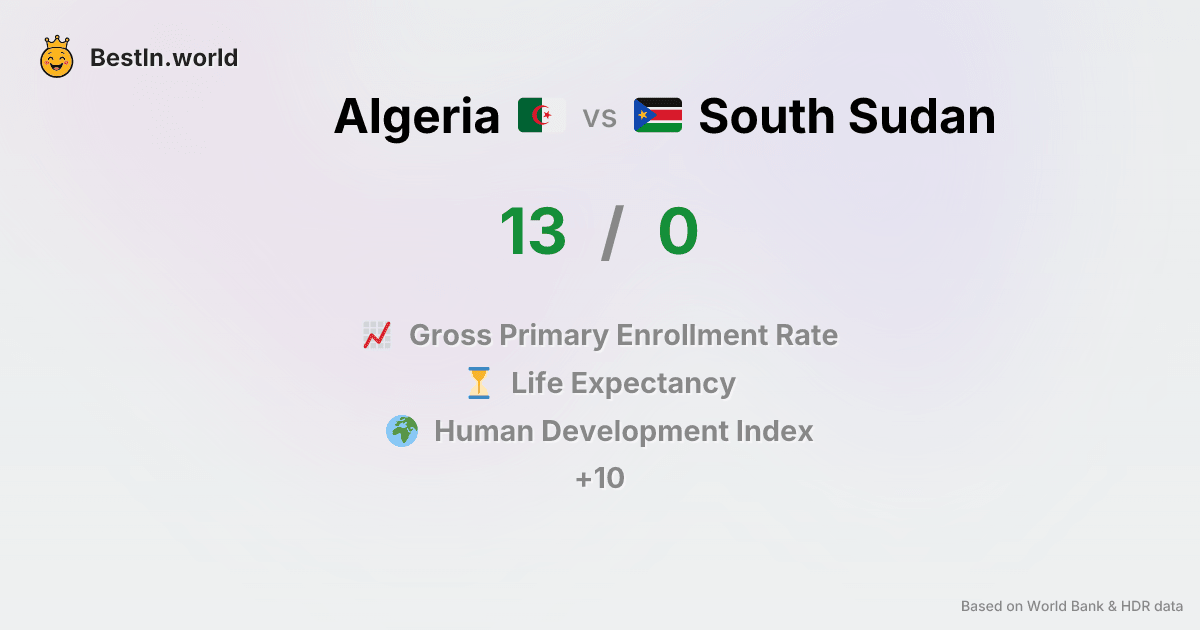 BestIn.world
Algeria vs South Sudan
13 / 0
Gross Primary Enrollment Rate
Life Expectancy
Human Development Index
+10
Based on World Bank & HDR data